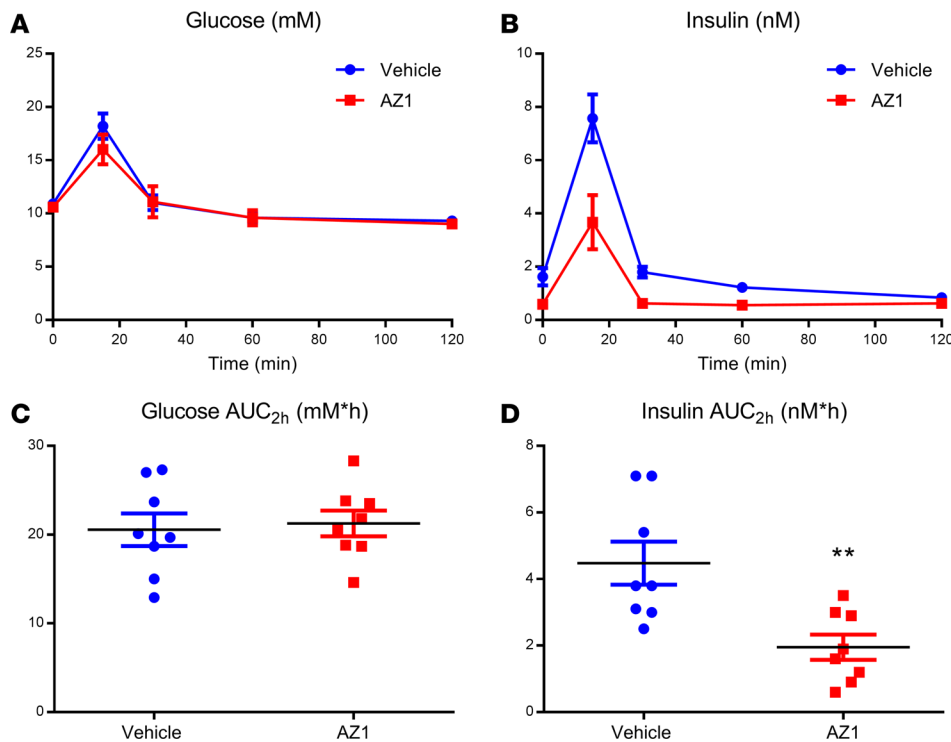 A
Glucose (mM)
25
20
15
10
5
0
0
20
40
60
80
100
120
Time (min)
Vehicle
AZ1
B
Insulin (nM)
10
8
6
4
2
0
0
20
40
60
80
100
120
Time (min)
Vehicle
AZ1
C
Glucose AUC2h (mM*h)
30
20
10
0
Vehicle
AZ1
D
Insulin AUC2h (nM*h)
8
6
4
2
0
**
Vehicle
AZ1